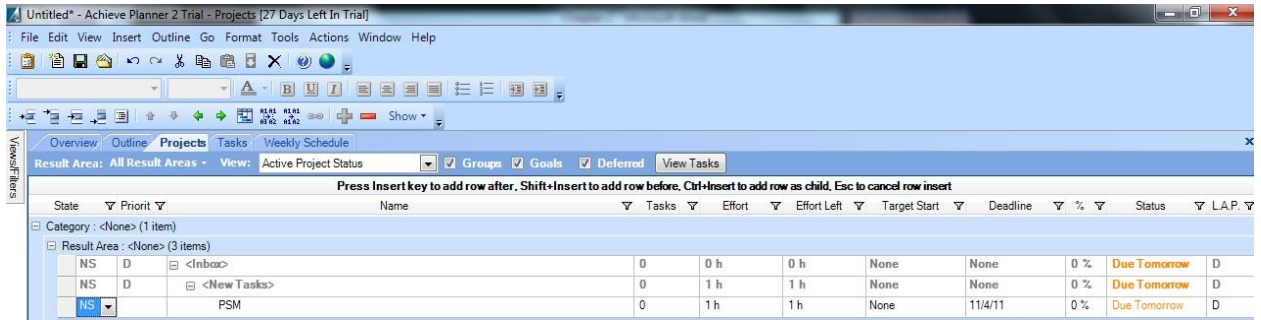 Untitled* - Achieve Planner 2 Trial - Projects [27 Days Left In Trial]
File Edit View Insert Outline Go Format Tools Actions Window Help
A B U I
Show
Overview Outline Projects Tasks Weekly Schedule
Result Area: All Result Areas View: Active Project Status Groups Goals Deferred View Tasks
Views/Filters
Press Insert key to add row after, Shift+Insert to add row before, Ctrl+Insert to add row as child, Esc to cancel row insert
State Priorit Name Tasks Effort Effort Left Target Start Deadline % Status L.A.P.
Category : <None> (1 item)
Result Area : <None> (3 items)
NS D <Inbox> 0 0 h 0 h None None 0 % Due Tomorrow D
NS D <New Tasks> 0 1 h 1 h None None 0 % Due Tomorrow D
NS PSM 0 1 h 1 h None 11/4/11 0 % Due Tomorrow D